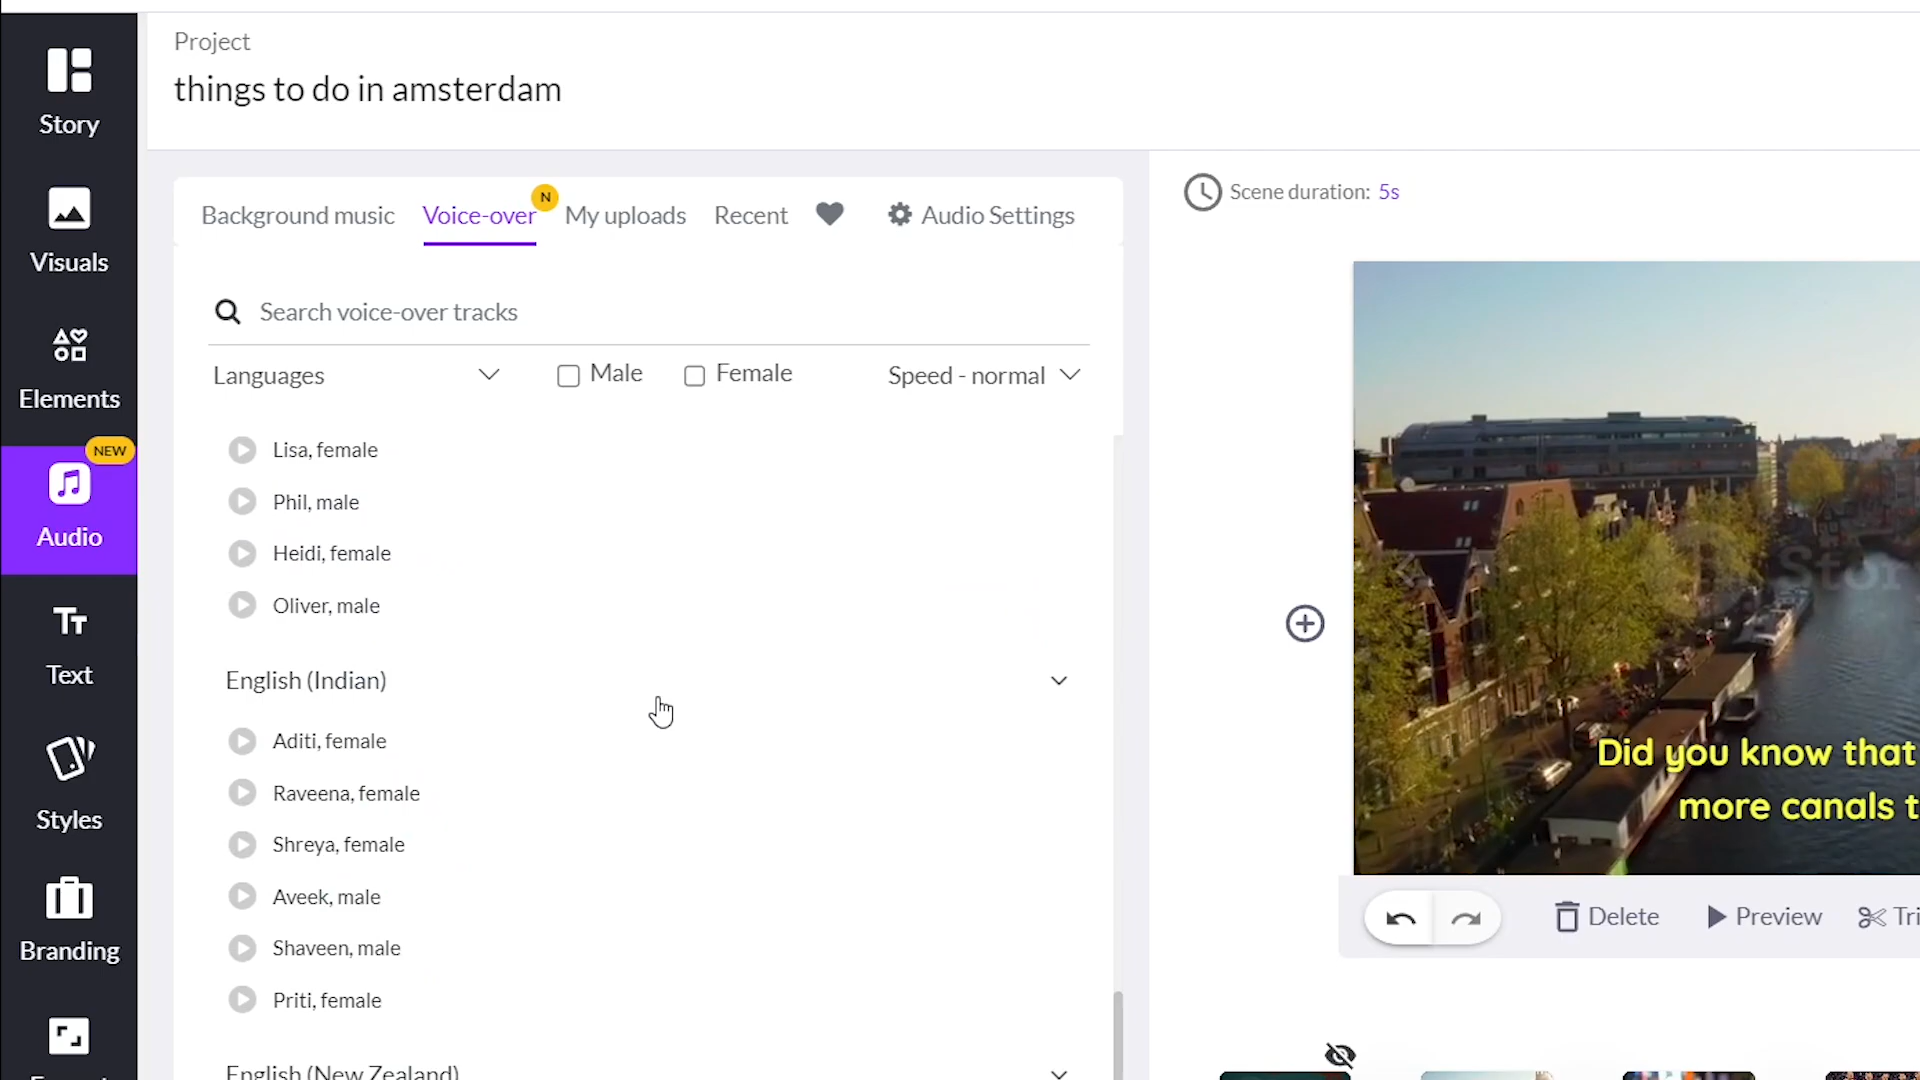 Project
things to do in amsterdam
Story
Visuals
Elements
NEW
Audio
Text
Styles
Branding
Background music
Voice-over
N
My uploads
Recent
Audio Settings
Search voice-over tracks
Languages
Male
Female
Speed - normal
Lisa, female
Phil, male
Heidi, female
Oliver, male
English (Indian)
Aditi, female
Raveena, female
Shreya, female
Aveek, male
Shaveen, male
Priti, female
English (New Zealand)
Scene duration: 5s
Did you know that
more canals t
Delete
Preview
Tri